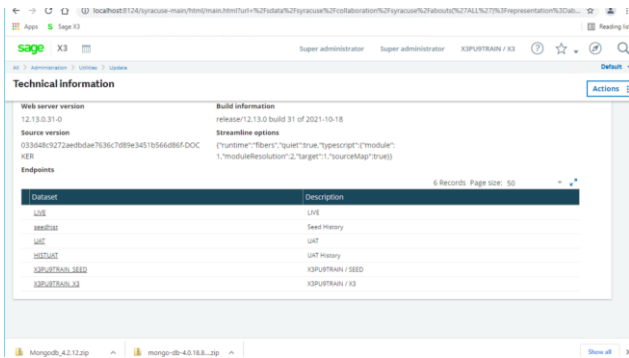 localhost:8124/syracuse-main/html/main.html?url=%2Fsdata%2Fsyracuse%2Fcollaboration%2Fsyracuse%2Fabouts(%27ALL%27)%3Frepresentation%3Dab...
Apps S Sage X3 Reading list
sage X3 Super administrator Super administrator X3PU9TRAIN / X3
All > Administration > Utilities > Update Default
Technical information Actions
Web server version Build information
12.13.0.31-0 release/12.13.0 build 31 of 2021-10-18
Source version Streamline options
033d48c9272aedbdae7636c7d89e3451b566d86f-DOC {"runtime":"fibers","quiet":true,"typescript":{"module":
KER 1,"moduleResolution":2,"target":1,"sourceMap":true}}
Endpoints
6 Records Page size: 50
Dataset Description
LIVE LIVE
seedhist Seed History
UAT UAT
HISTUAT UAT History
X3PU9TRAIN_SEED X3PU9TRAIN / SEED
X3PU9TRAIN_X3 X3PU9TRAIN / X3
Mongodb_4.2.12.zip mongo-db-4.0.18.8....zip Show all